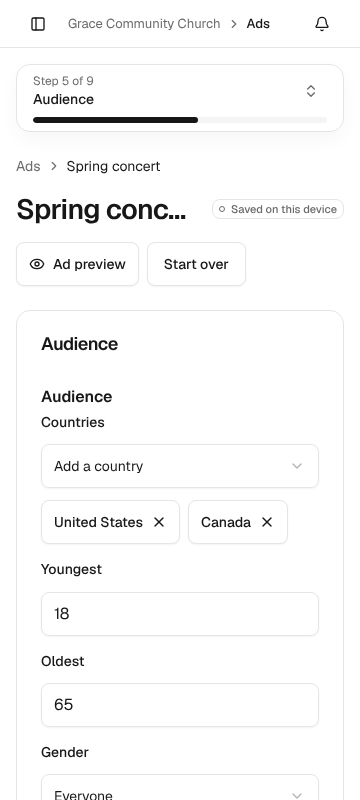 Grace Community Church > Ads
Step 5 of 9
Audience
Ads > Spring concert
Spring conc...
Saved on this device
Ad preview
Start over
Audience
Audience
Countries
Add a country
United States
Canada
Youngest
18
Oldest
65
Gender
Everyone